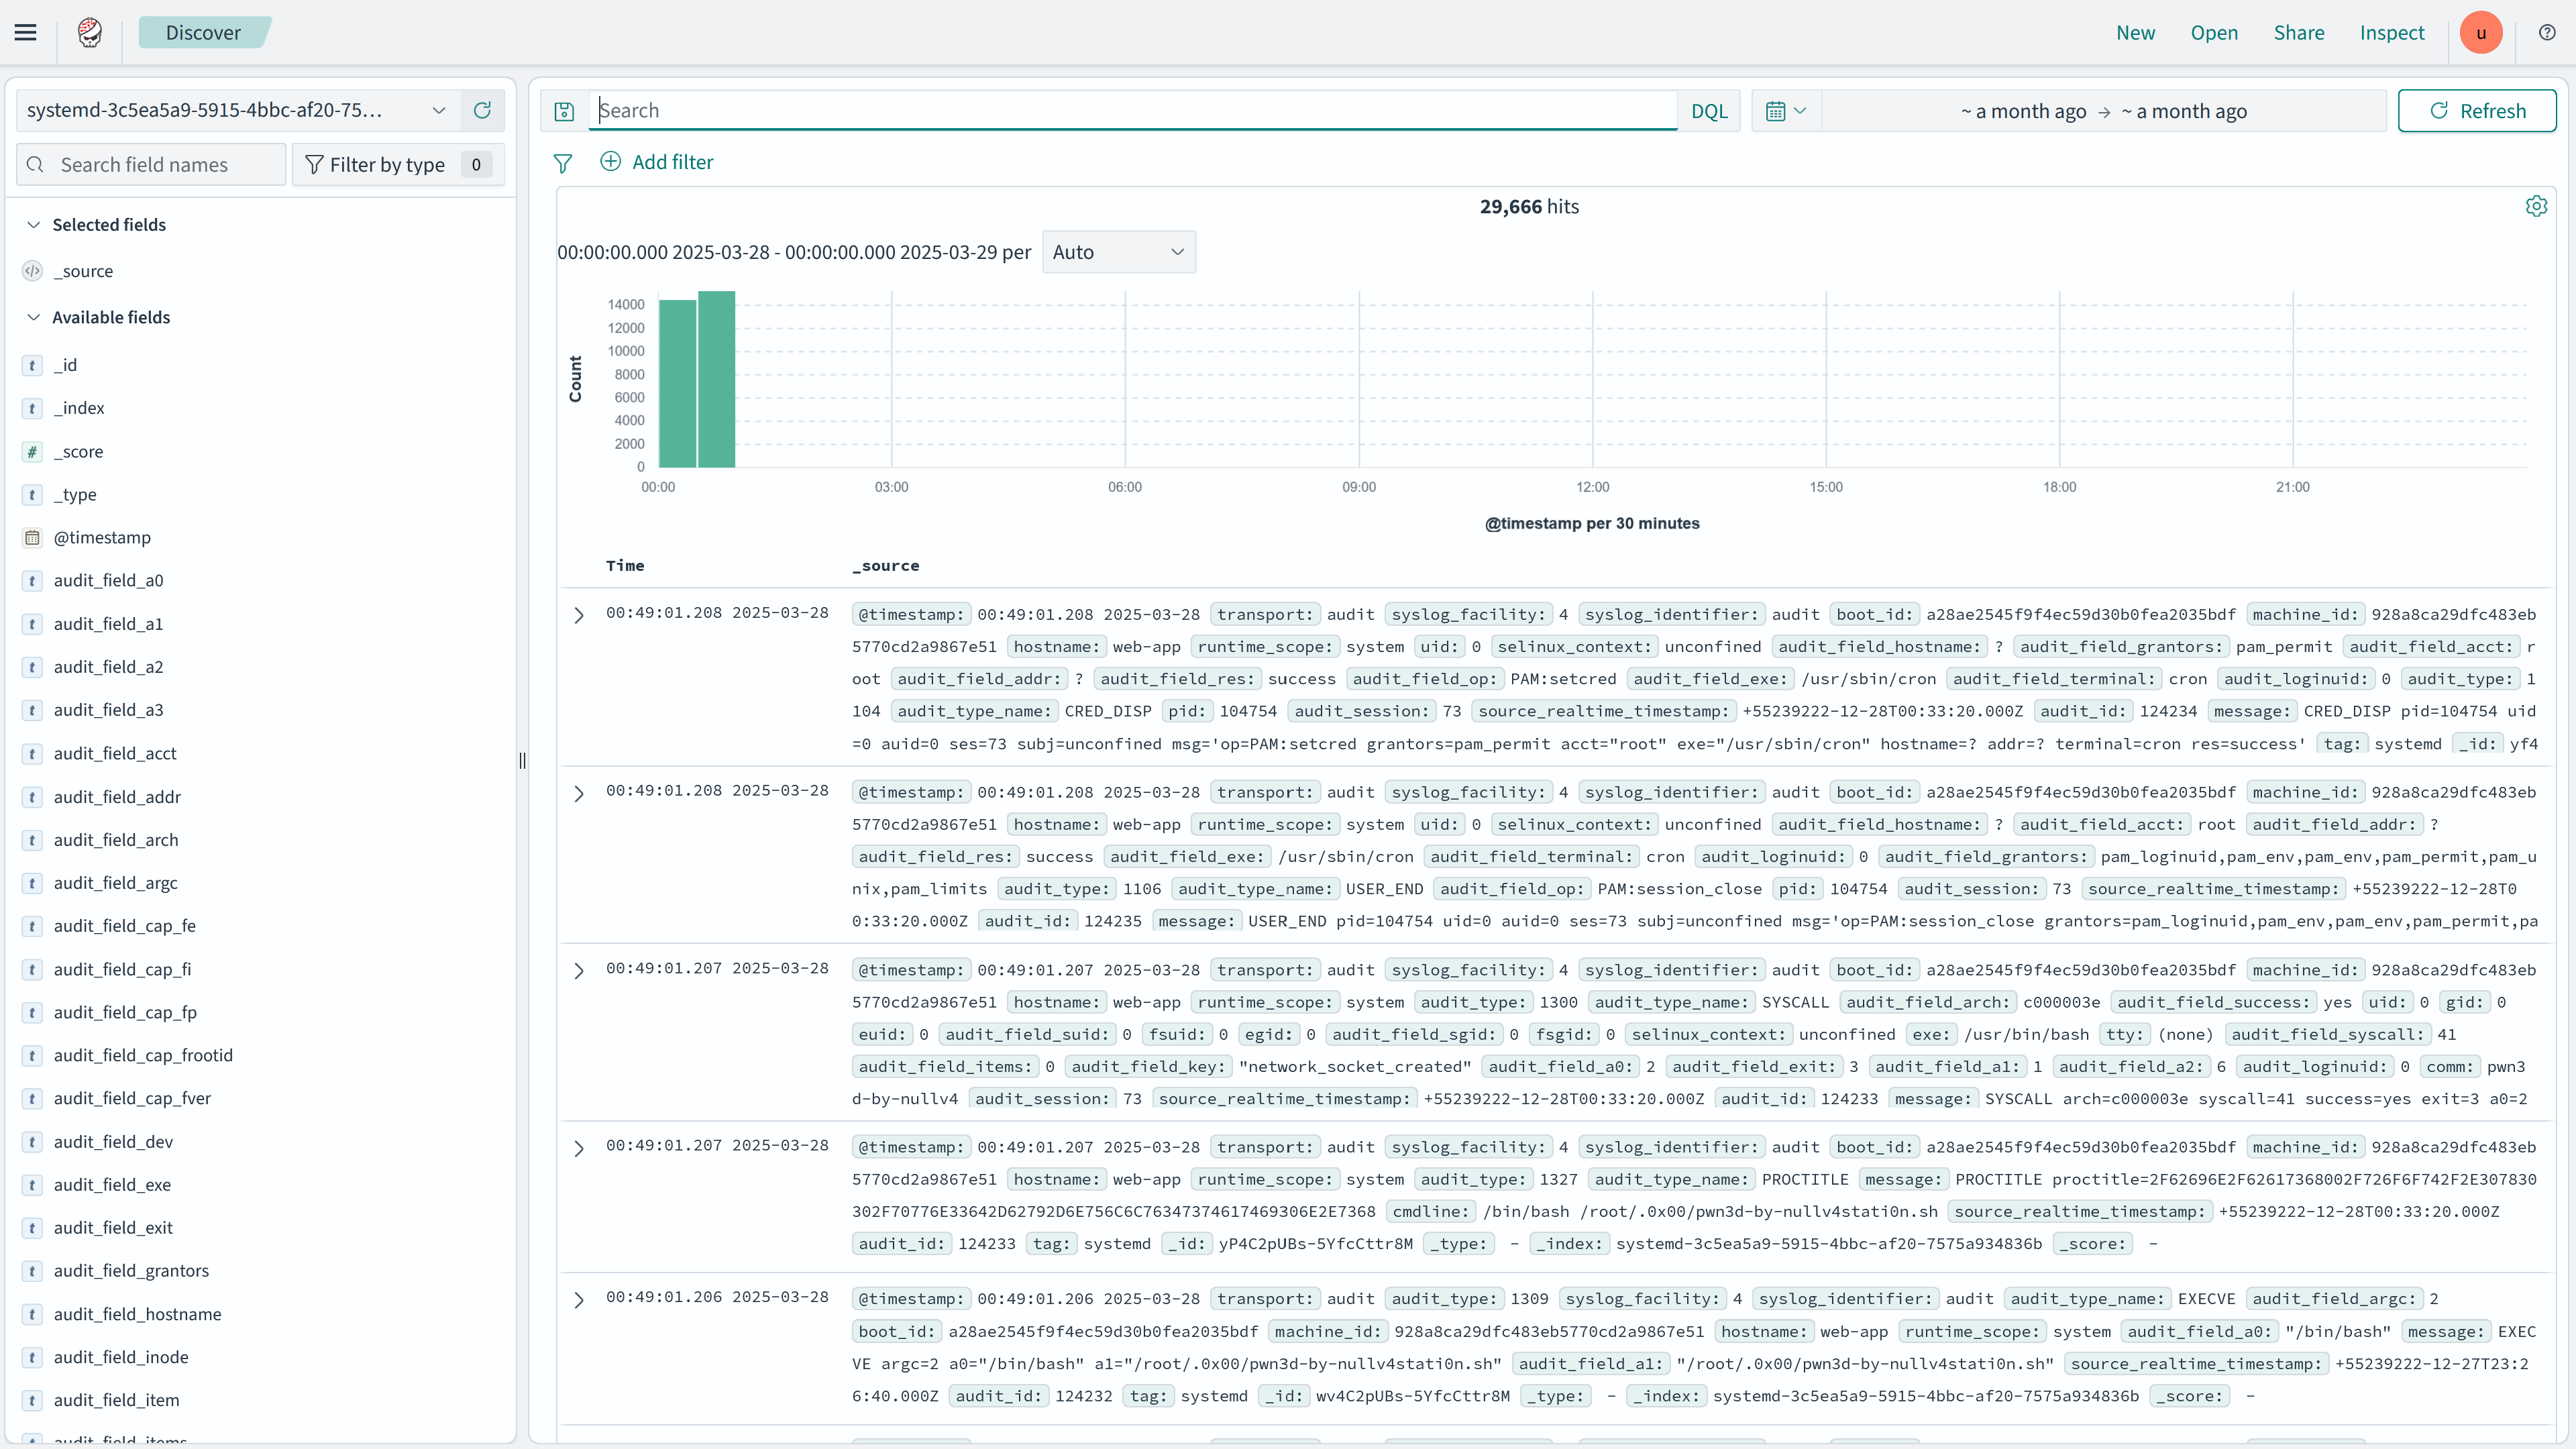 Discover
New Open Share Inspect u
systemd-3c5ea5a9-5915-4bbc-af20-75...
Search field names Filter by type 0
Selected fields
_source
Available fields
t _id
t _index
# _score
t _type
@timestamp
t audit_field_a0
t audit_field_a1
t audit_field_a2
t audit_field_a3
t audit_field_acct
t audit_field_addr
t audit_field_arch
t audit_field_argc
t audit_field_cap_fe
t audit_field_cap_fi
t audit_field_cap_fp
t audit_field_cap_frootid
t audit_field_cap_fver
t audit_field_dev
t audit_field_exe
t audit_field_exit
t audit_field_grantors
t audit_field_hostname
t audit_field_inode
t audit_field_item
audit_field_items
Search DQL ~ a month ago → ~ a month ago Refresh
Add filter
29,666 hits
00:00:00.000 2025-03-28 - 00:00:00.000 2025-03-29 per Auto
Count
14000
12000
10000
8000
6000
4000
2000
0
00:00 03:00 06:00 09:00 12:00 15:00 18:00 21:00
@timestamp per 30 minutes
Time _source
00:49:01.208 2025-03-28 @timestamp: 00:49:01.208 2025-03-28 transport: audit syslog_facility: 4 syslog_identifier: audit boot_id: a28ae2545f9f4ec59d30b0fea2035bdf machine_id: 928a8ca29dfc483eb
5770cd2a9867e51 hostname: web-app runtime_scope: system uid: 0 selinux_context: unconfined audit_field_hostname: ? audit_field_grantors: pam_permit audit_field_acct: r
oot audit_field_addr: ? audit_field_res: success audit_field_op: PAM:setcred audit_field_exe: /usr/sbin/cron audit_field_terminal: cron audit_loginuid: 0 audit_type: 1
104 audit_type_name: CRED_DISP pid: 104754 audit_session: 73 source_realtime_timestamp: +55239222-12-28T00:33:20.000Z audit_id: 124234 message: CRED_DISP pid=104754 uid
=0 auid=0 ses=73 subj=unconfined msg='op=PAM:setcred grantors=pam_permit acct="root" exe="/usr/sbin/cron" hostname=? addr=? terminal=cron res=success' tag: systemd _id: yf4
00:49:01.208 2025-03-28 @timestamp: 00:49:01.208 2025-03-28 transport: audit syslog_facility: 4 syslog_identifier: audit boot_id: a28ae2545f9f4ec59d30b0fea2035bdf machine_id: 928a8ca29dfc483eb
5770cd2a9867e51 hostname: web-app runtime_scope: system uid: 0 selinux_context: unconfined audit_field_hostname: ? audit_field_acct: root audit_field_addr: ?
audit_field_res: success audit_field_exe: /usr/sbin/cron audit_field_terminal: cron audit_loginuid: 0 audit_field_grantors: pam_loginuid,pam_env,pam_env,pam_permit,pam_u
nix,pam_limits audit_type: 1106 audit_type_name: USER_END audit_field_op: PAM:session_close pid: 104754 audit_session: 73 source_realtime_timestamp: +55239222-12-28T0
0:33:20.000Z audit_id: 124235 message: USER_END pid=104754 uid=0 auid=0 ses=73 subj=unconfined msg='op=PAM:session_close grantors=pam_loginuid,pam_env,pam_env,pam_permit,pa
00:49:01.207 2025-03-28 @timestamp: 00:49:01.207 2025-03-28 transport: audit syslog_facility: 4 syslog_identifier: audit boot_id: a28ae2545f9f4ec59d30b0fea2035bdf machine_id: 928a8ca29dfc483eb
5770cd2a9867e51 hostname: web-app runtime_scope: system audit_type: 1300 audit_type_name: SYSCALL audit_field_arch: c000003e audit_field_success: yes uid: 0 gid: 0
euid: 0 audit_field_suid: 0 fsuid: 0 egid: 0 audit_field_sgid: 0 fsgid: 0 selinux_context: unconfined exe: /usr/bin/bash tty: (none) audit_field_syscall: 41
audit_field_items: 0 audit_field_key: "network_socket_created" audit_field_a0: 2 audit_field_exit: 3 audit_field_a1: 1 audit_field_a2: 6 audit_loginuid: 0 comm: pwn3
d-by-nullv4 audit_session: 73 source_realtime_timestamp: +55239222-12-28T00:33:20.000Z audit_id: 124233 message: SYSCALL arch=c000003e syscall=41 success=yes exit=3 a0=2
00:49:01.207 2025-03-28 @timestamp: 00:49:01.207 2025-03-28 transport: audit syslog_facility: 4 syslog_identifier: audit boot_id: a28ae2545f9f4ec59d30b0fea2035bdf machine_id: 928a8ca29dfc483eb
5770cd2a9867e51 hostname: web-app runtime_scope: system audit_type: 1327 audit_type_name: PROCTITLE message: PROCTITLE proctitle=2F62696E2F62617368002F726F6F742F2E307830
302F70776E33642D62792D6E756C6C76347374617469306E2E7368 cmdline: /bin/bash /root/.0x00/pwn3d-by-nullv4stati0n.sh source_realtime_timestamp: +55239222-12-28T00:33:20.000Z
audit_id: 124233 tag: systemd _id: yP4C2pUBs-5YfcCttr8M _type: - _index: systemd-3c5ea5a9-5915-4bbc-af20-7575a934836b _score: -
00:49:01.206 2025-03-28 @timestamp: 00:49:01.206 2025-03-28 transport: audit audit_type: 1309 syslog_facility: 4 syslog_identifier: audit audit_type_name: EXECVE audit_field_argc: 2
boot_id: a28ae2545f9f4ec59d30b0fea2035bdf machine_id: 928a8ca29dfc483eb5770cd2a9867e51 hostname: web-app runtime_scope: system audit_field_a0: "/bin/bash" message: EXEC
VE argc=2 a0="/bin/bash" a1="/root/.0x00/pwn3d-by-nullv4stati0n.sh" audit_field_a1: "/root/.0x00/pwn3d-by-nullv4stati0n.sh" source_realtime_timestamp: +55239222-12-27T23:2
6:40.000Z audit_id: 124232 tag: systemd _id: wv4C2pUBs-5YfcCttr8M _type: - _index: systemd-3c5ea5a9-5915-4bbc-af20-7575a934836b _score: -